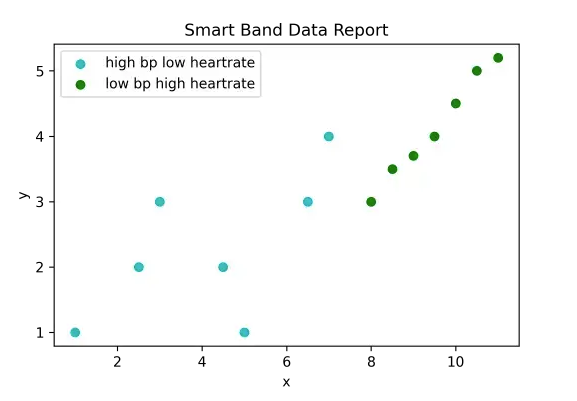 Smart Band Data Report
high bp low heartrate
low bp high heartrate
5
4
3
2
1
y
2 4 6 8 10
x